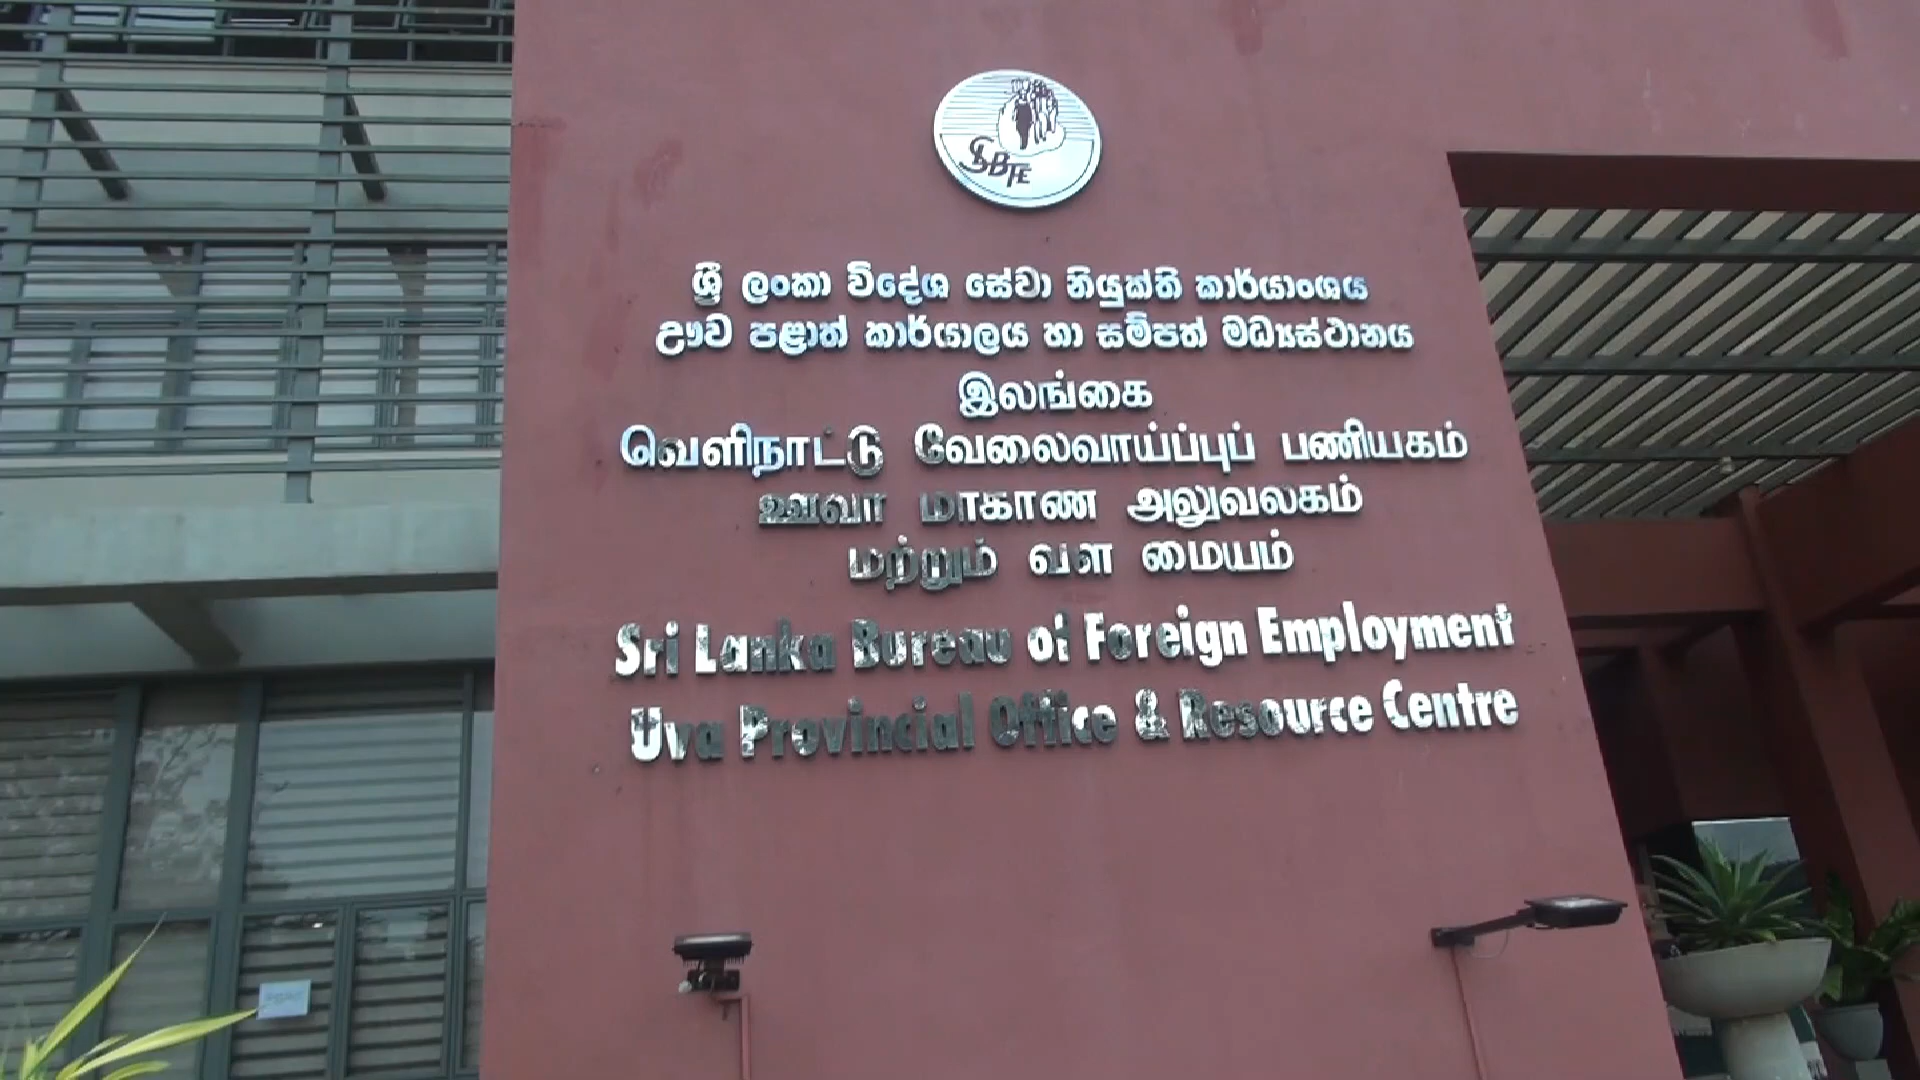 SLBFE
ශ්‍රී ලංකා විදේශ සේවා නියුක්ති කාර්යාංශය
ඌව පළාත් කාර්යාලය හා සම්පත් මධ්‍යස්ථානය
இலங்கை
வெளிநாட்டு வேலைவாய்ப்புப் பணியகம்
ஊவா மாகாண அலுவலகம்
மற்றும் வள மையம்
Sri Lanka Bureau of Foreign Employment
Uva Provincial Office & Resource Centre